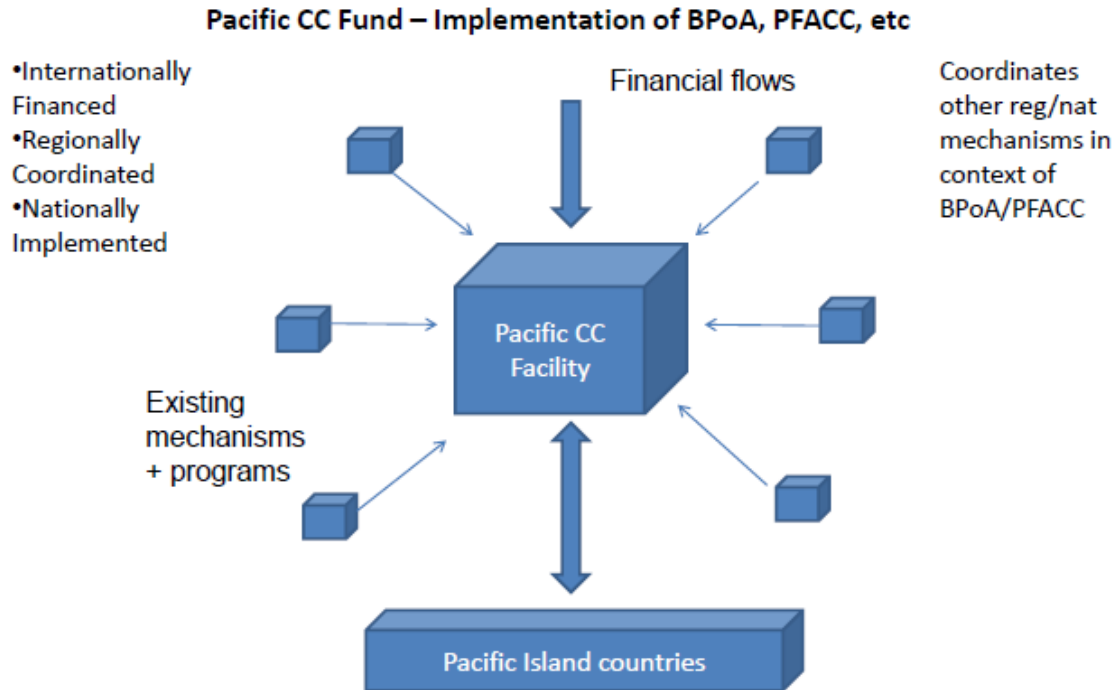 Pacific CC Fund – Implementation of BPoA, PFACC, etc
•Internationally
Financed
•Regionally
Coordinated
•Nationally
Implemented
Financial flows
Coordinates
other reg/nat
mechanisms in
context of
BPoA/PFACC
Pacific CC
Facility
Existing
mechanisms
+ programs
Pacific Island countries